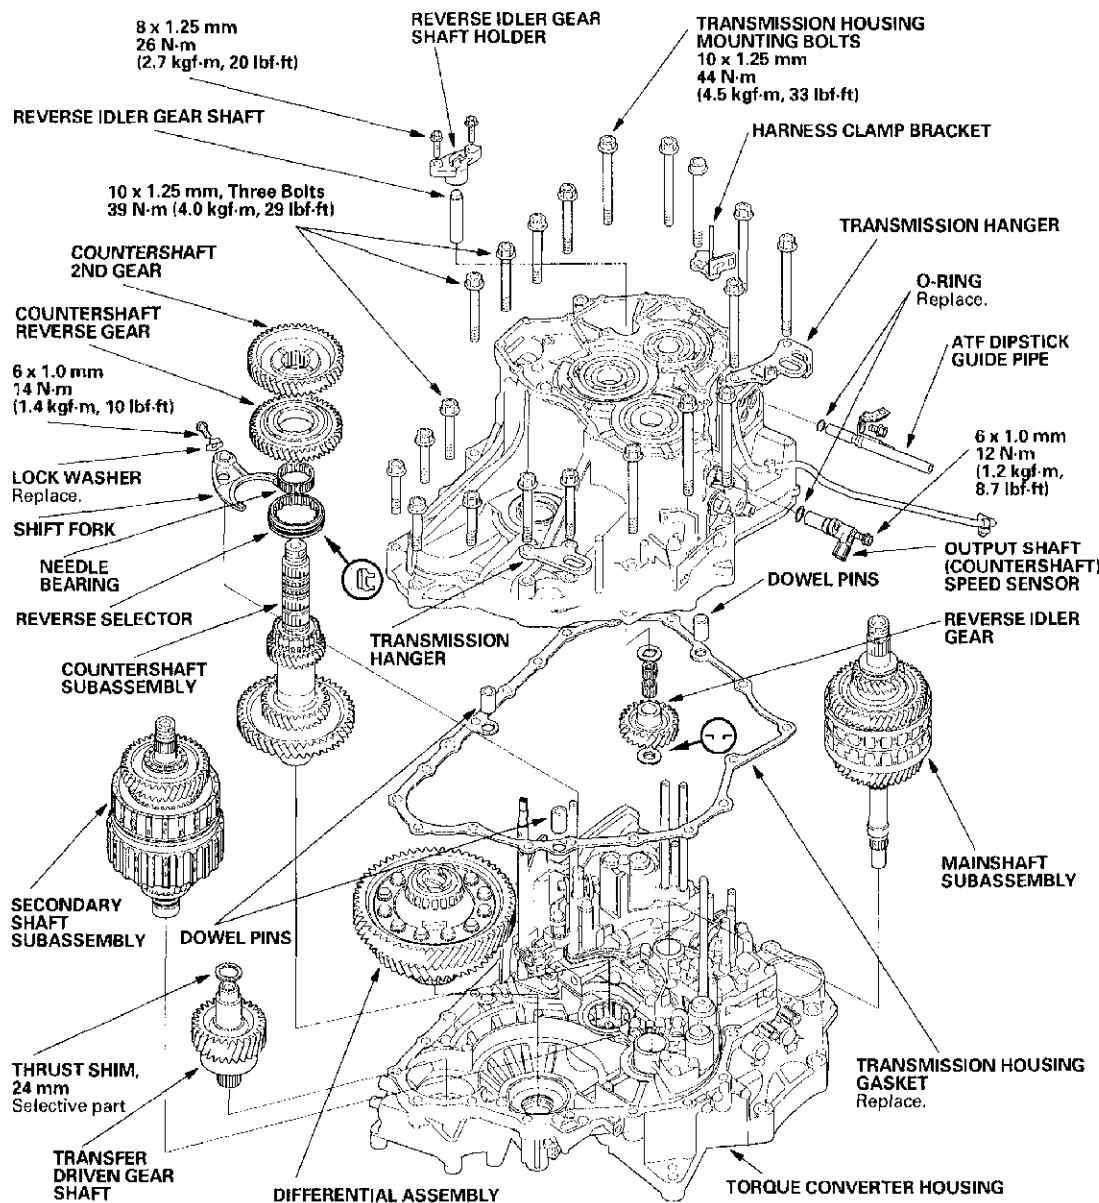 8 x 1.25 mm
26 N·m
(2.7 kgf·m, 20 lbf·ft)
REVERSE IDLER GEAR
SHAFT HOLDER
TRANSMISSION HOUSING
MOUNTING BOLTS
10 x 1.25 mm
44 N·m
(4.5 kgf·m, 33 lbf·ft)
REVERSE IDLER GEAR SHAFT
HARNESS CLAMP BRACKET
10 x 1.25 mm, Three Bolts
39 N·m (4.0 kgf·m, 29 lbf·ft)
TRANSMISSION HANGER
COUNTERSHAFT
2ND GEAR
O-RING
Replace.
COUNTERSHAFT
REVERSE GEAR
ATF DIPSTICK
GUIDE PIPE
6 x 1.0 mm
14 N·m
(1.4 kgf·m, 10 lbf·ft)
6 x 1.0 mm
12 N·m
(1.2 kgf·m,
8.7 lbf·ft)
LOCK WASHER
Replace.
SHIFT FORK
NEEDLE
BEARING
OUTPUT SHAFT
(COUNTERSHAFT)
SPEED SENSOR
DOWEL PINS
REVERSE SELECTOR
TRANSMISSION
HANGER
REVERSE IDLER
GEAR
COUNTERSHAFT
SUBASSEMBLY
MAINSHAFT
SUBASSEMBLY
SECONDARY
SHAFT
SUBASSEMBLY
DOWEL PINS
THRUST SHIM,
24 mm
Selective part
TRANSMISSION HOUSING
GASKET
Replace.
TRANSFER
DRIVEN GEAR
SHAFT
DIFFERENTIAL ASSEMBLY
TORQUE CONVERTER HOUSING